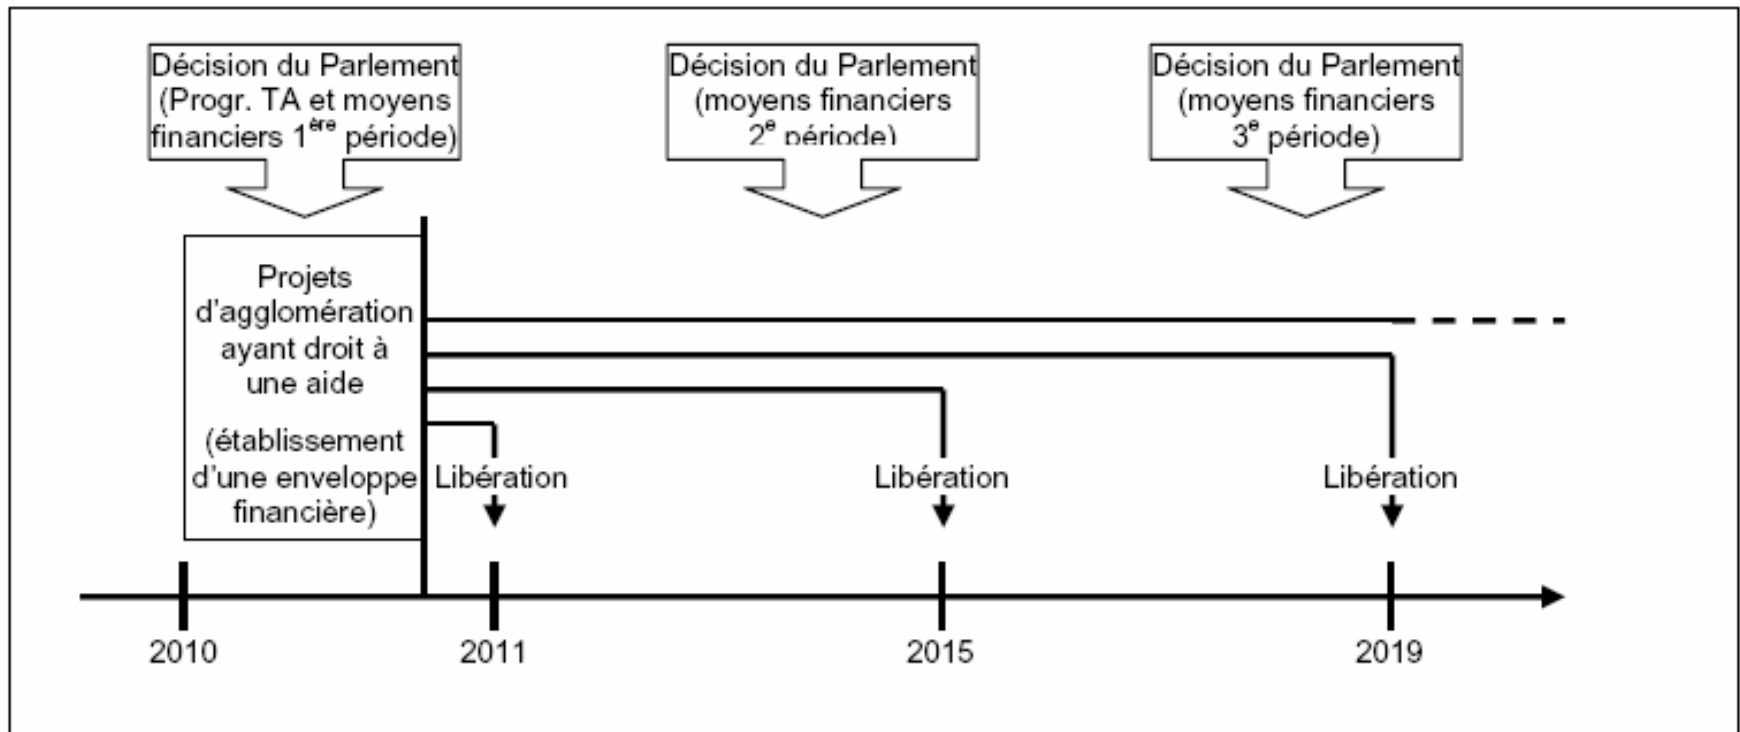 Décision du Parlement
(Progr. TA et moyens
financiers 1ère période)
Décision du Parlement
(moyens financiers
2e période)
Décision du Parlement
(moyens financiers
3e période)
Projets
d'agglomération
ayant droit à
une aide
(établissement
d'une enveloppe
financière)
Libération
Libération
Libération
2010
2011
2015
2019